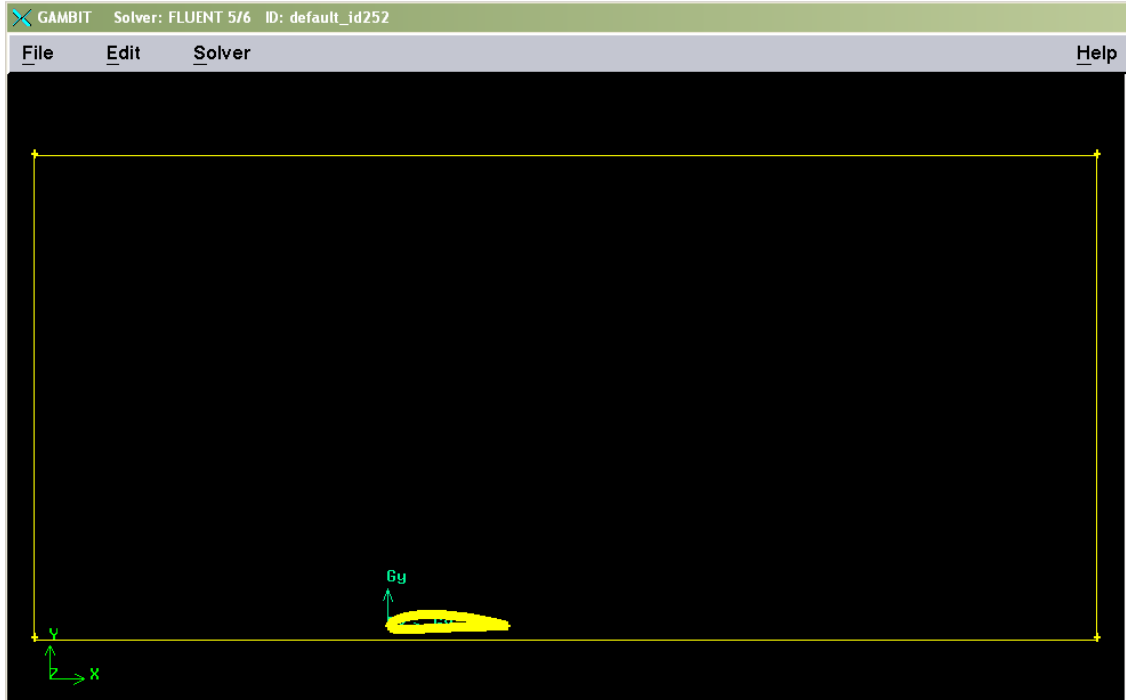 GAMBIT Solver: FLUENT 5/6 ID: default_id252
File Edit Solver Help
Gy
Y
Z X